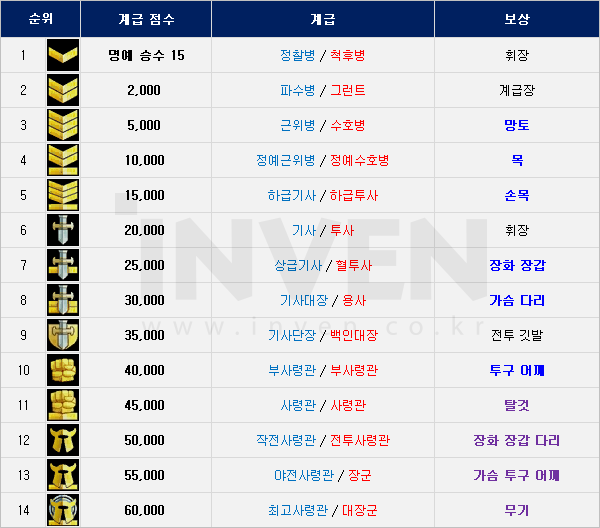 순위 계급 점수 계급 보상
1 명예 승수 15 정찰병 / 척후병 휘장
2 2,000 파수병 / 그런트 계급장
3 5,000 근위병 / 수호병 망토
4 10,000 정예근위병 / 정예수호병 목
5 15,000 하급기사 / 하급투사 손목
6 20,000 기사 / 투사 휘장
7 25,000 상급기사 / 혈투사 장화 장갑
8 30,000 기사대장 / 용사 가슴 다리
9 35,000 기사단장 / 백인대장 전투 깃발
10 40,000 부사령관 / 부사령관 투구 어깨
11 45,000 사령관 / 사령관 탈것
12 50,000 작전사령관 / 전투사령관 장화 장갑 다리
13 55,000 야전사령관 / 장군 가슴 투구 어깨
14 60,000 최고사령관 / 대장군 무기
INVEN
www.inven.co.kr